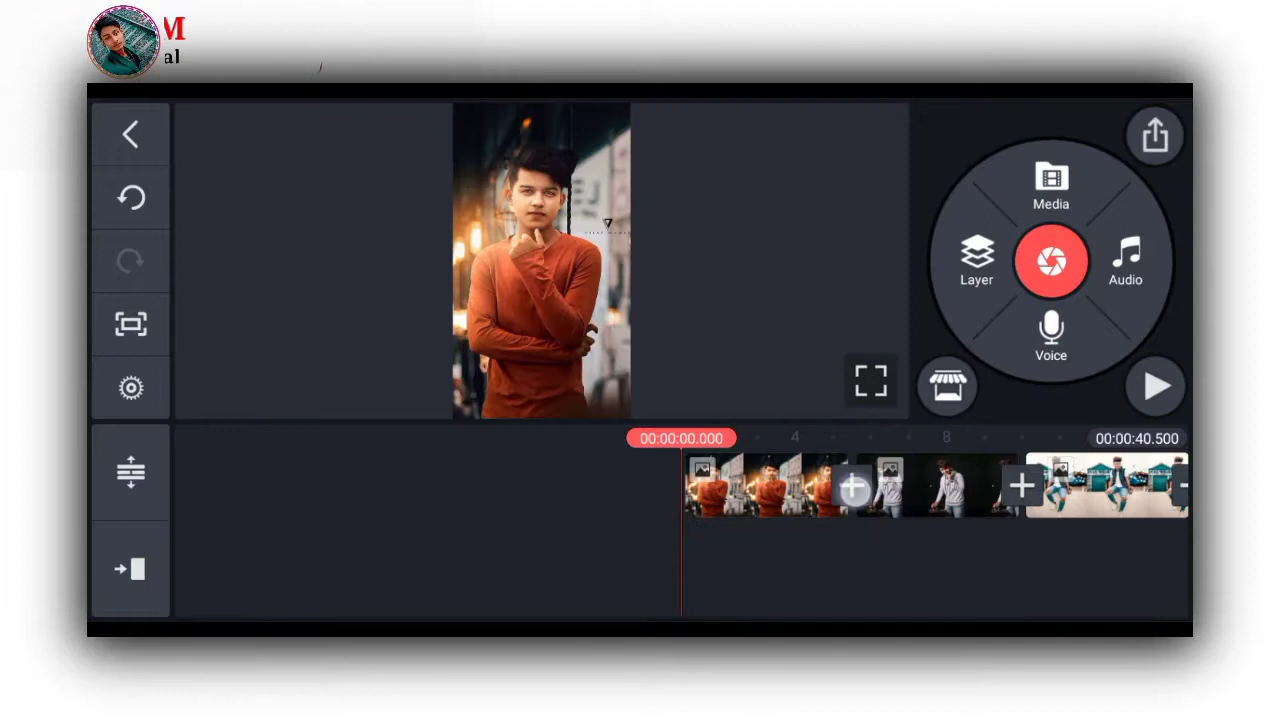 M
al
Media
Layer
Audio
Voice
00:00:00.000
4
8
00:00:40.500